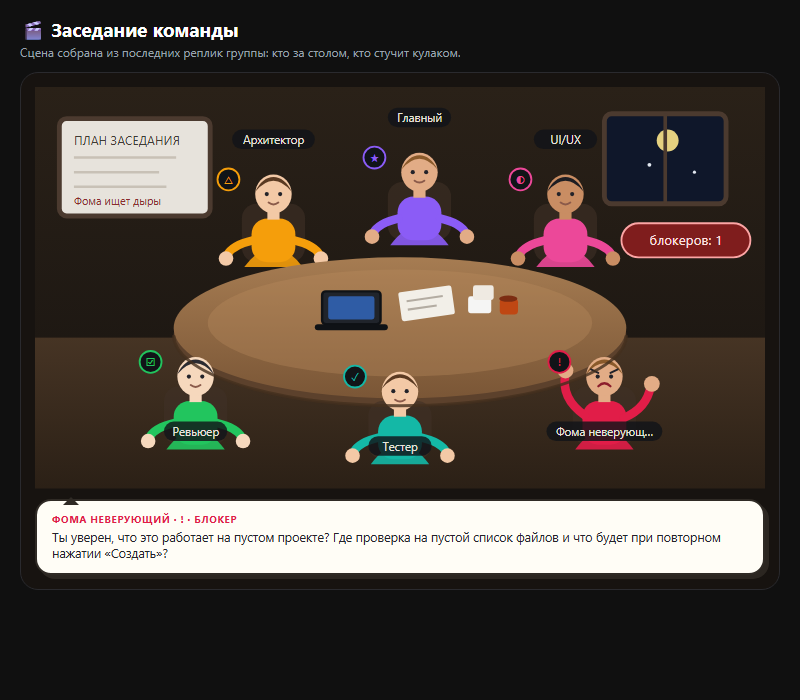 Заседание команды
Сцена собрана из последних реплик группы: кто за столом, кто стучит кулаком.
ПЛАН ЗАСЕДАНИЯ
Фома ищет дыры
Архитектор
Главный
UI/UX
блокеров: 1
Ревьюер
Тестер
Фома неверующ...
ФОМА НЕВЕРУЮЩИЙ · ! · БЛОКЕР
Ты уверен, что это работает на пустом проекте? Где проверка на пустой список файлов и что будет при повторном
нажатии «Создать»?